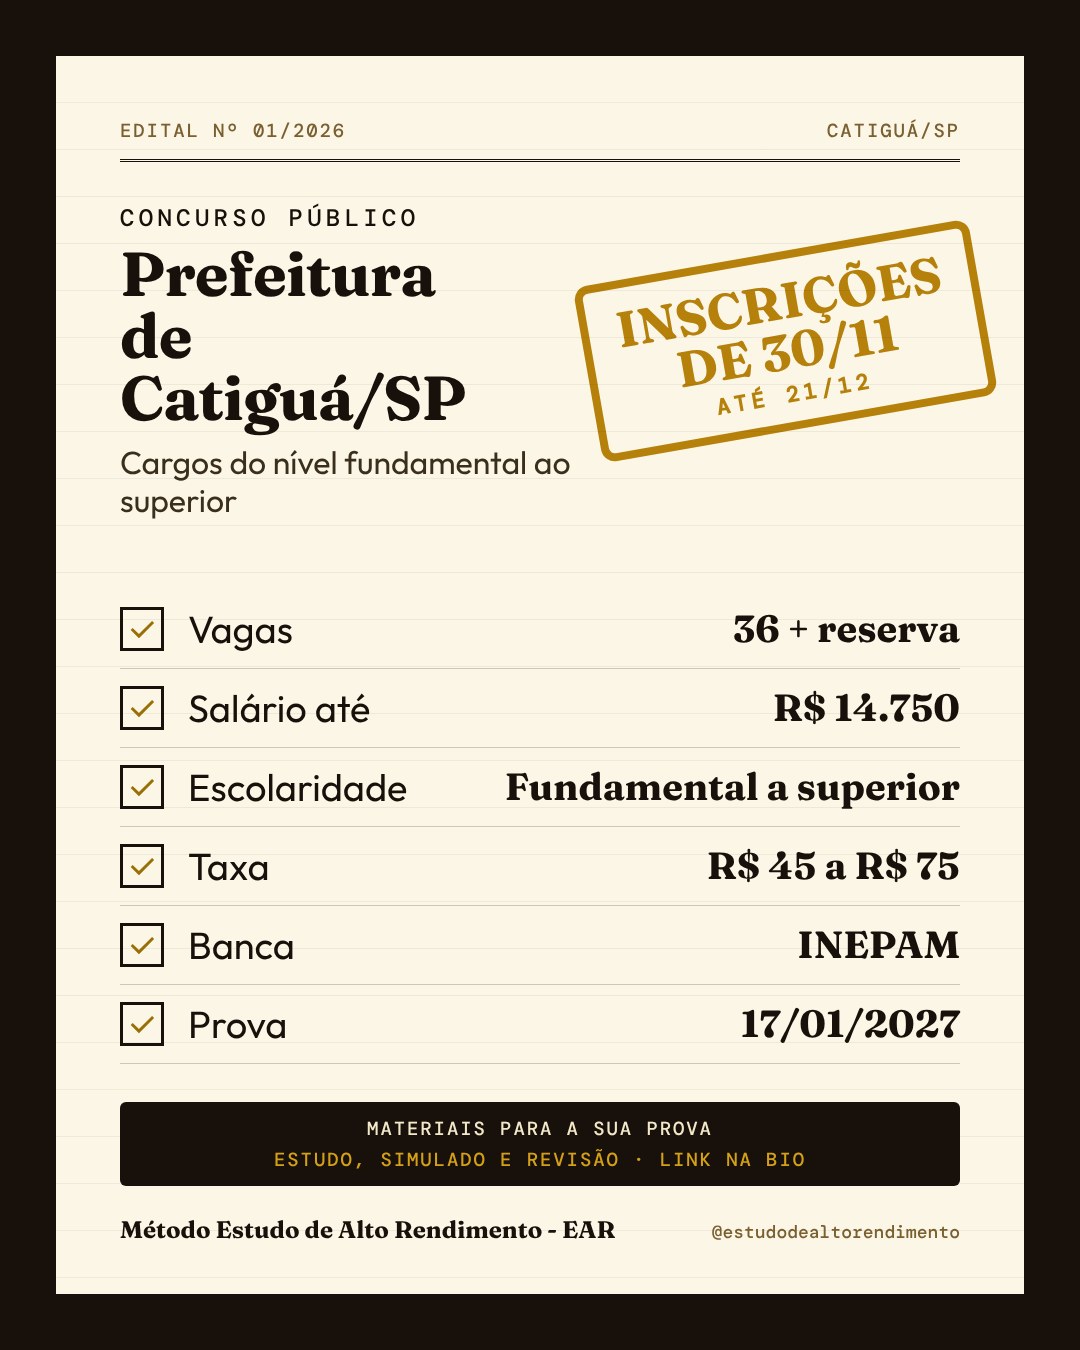 EDITAL Nº 01/2026 CATIGUÁ/SP
CONCURSO PÚBLICO
Prefeitura
de
Catiguá/SP
Cargos do nível fundamental ao
superior
INSCRIÇÕES
DE 30/11
ATÉ 21/12
Vagas 36 + reserva
Salário até R$ 14.750
Escolaridade Fundamental a superior
Taxa R$ 45 a R$ 75
Banca INEPAM
Prova 17/01/2027
MATERIAIS PARA A SUA PROVA
ESTUDO, SIMULADO E REVISÃO · LINK NA BIO
Método Estudo de Alto Rendimento - EAR @estudodealtorendimento